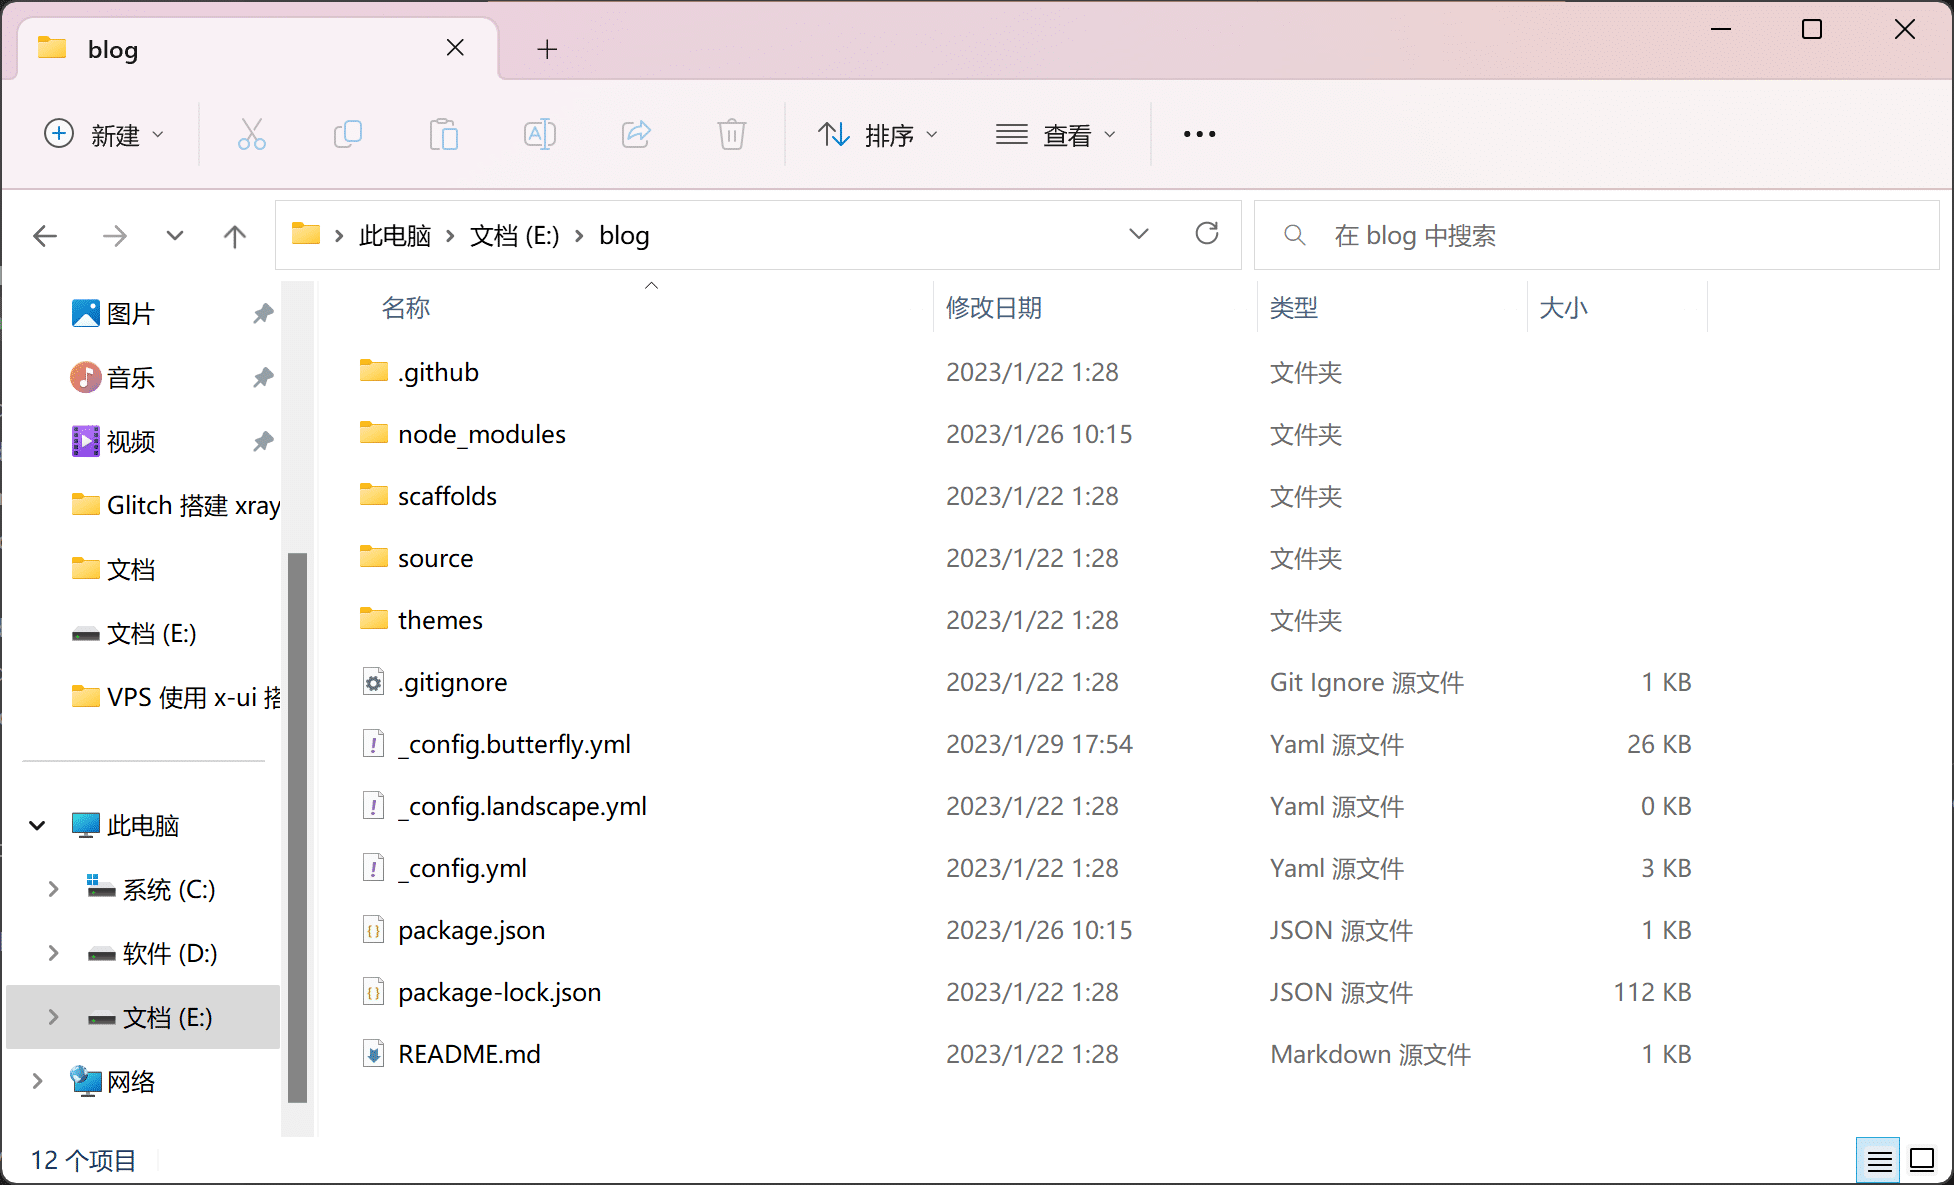 blog
新建
排序
查看
此电脑 文档 (E:) blog
在 blog 中搜索
图片
音乐
视频
Glitch 搭建 xray
文档
文档 (E:)
VPS 使用 x-ui 搭
此电脑
系统 (C:)
软件 (D:)
文档 (E:)
网络
名称 修改日期 类型 大小
.github 2023/1/22 1:28 文件夹
node_modules 2023/1/26 10:15 文件夹
scaffolds 2023/1/22 1:28 文件夹
source 2023/1/22 1:28 文件夹
themes 2023/1/22 1:28 文件夹
.gitignore 2023/1/22 1:28 Git Ignore 源文件 1 KB
_config.butterfly.yml 2023/1/29 17:54 Yaml 源文件 26 KB
_config.landscape.yml 2023/1/22 1:28 Yaml 源文件 0 KB
_config.yml 2023/1/22 1:28 Yaml 源文件 3 KB
package.json 2023/1/26 10:15 JSON 源文件 1 KB
package-lock.json 2023/1/22 1:28 JSON 源文件 112 KB
README.md 2023/1/22 1:28 Markdown 源文件 1 KB
12 个项目